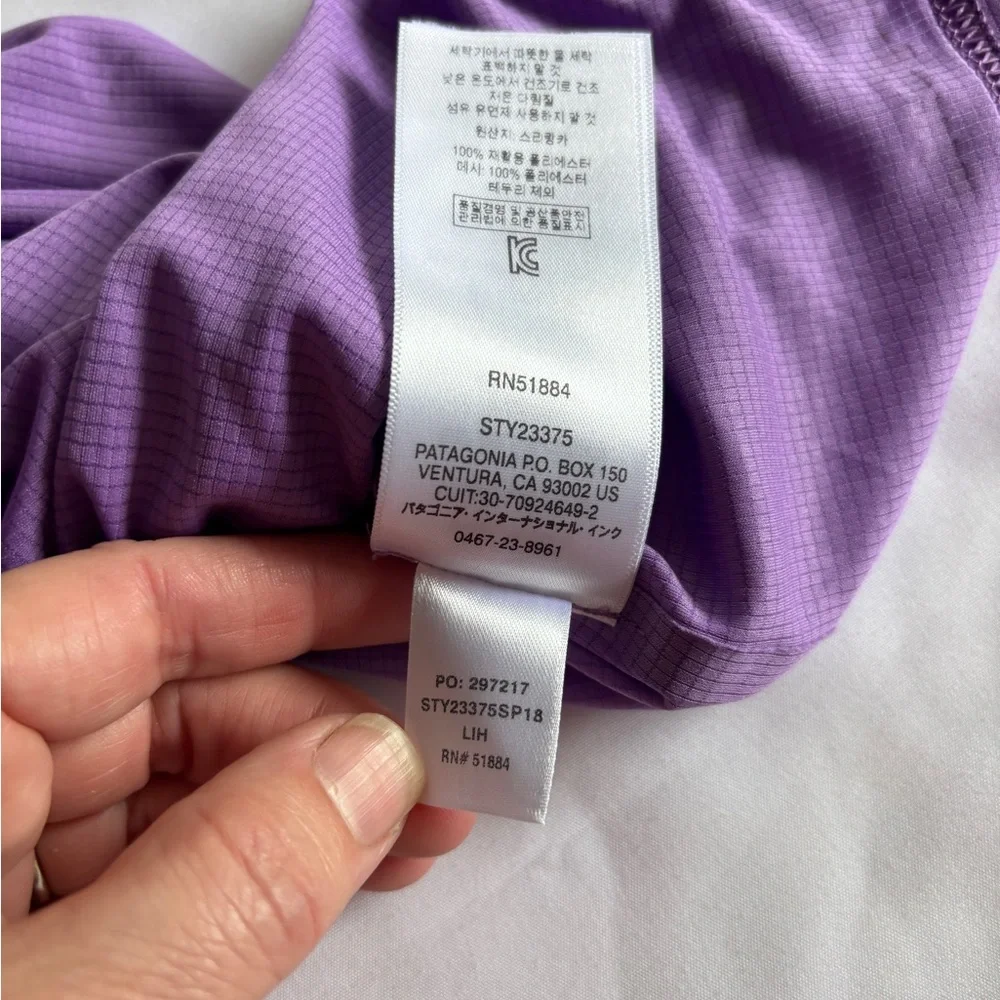 세탁기에서 따뜻한 물 세탁
표백하지 말 것
낮은 온도에서 건조기로 건조
저온 다림질
섬유 유연제 사용하지 말 것
원산지: 스리랑카
100% 재활용 폴리에스터
메시: 100% 폴리에스터
테두리 제외
품질경영 및 공산품안전
관리법에 의한 품질표시
KC
RN51884
STY23375
PATAGONIA P.O. BOX 150
VENTURA, CA 93002 US
CUIT:30-70924649-2
パタゴニア・インターナショナル・インク
0467-23-8961
PO: 297217
STY23375SP18
LIH
RN# 51884